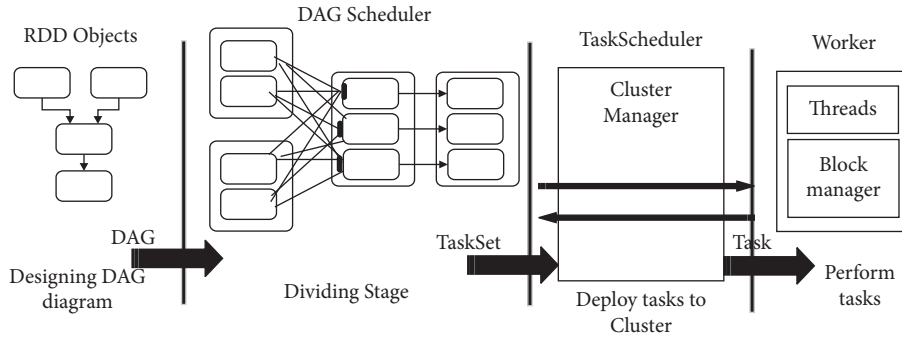 RDD Objects
DAG Scheduler
TaskScheduler
Worker
Cluster
Manager
Threads
Block
manager
DAG
TaskSet
Task
Designing DAG
diagram
Dividing Stage
Deploy tasks to
Cluster
Perform
tasks